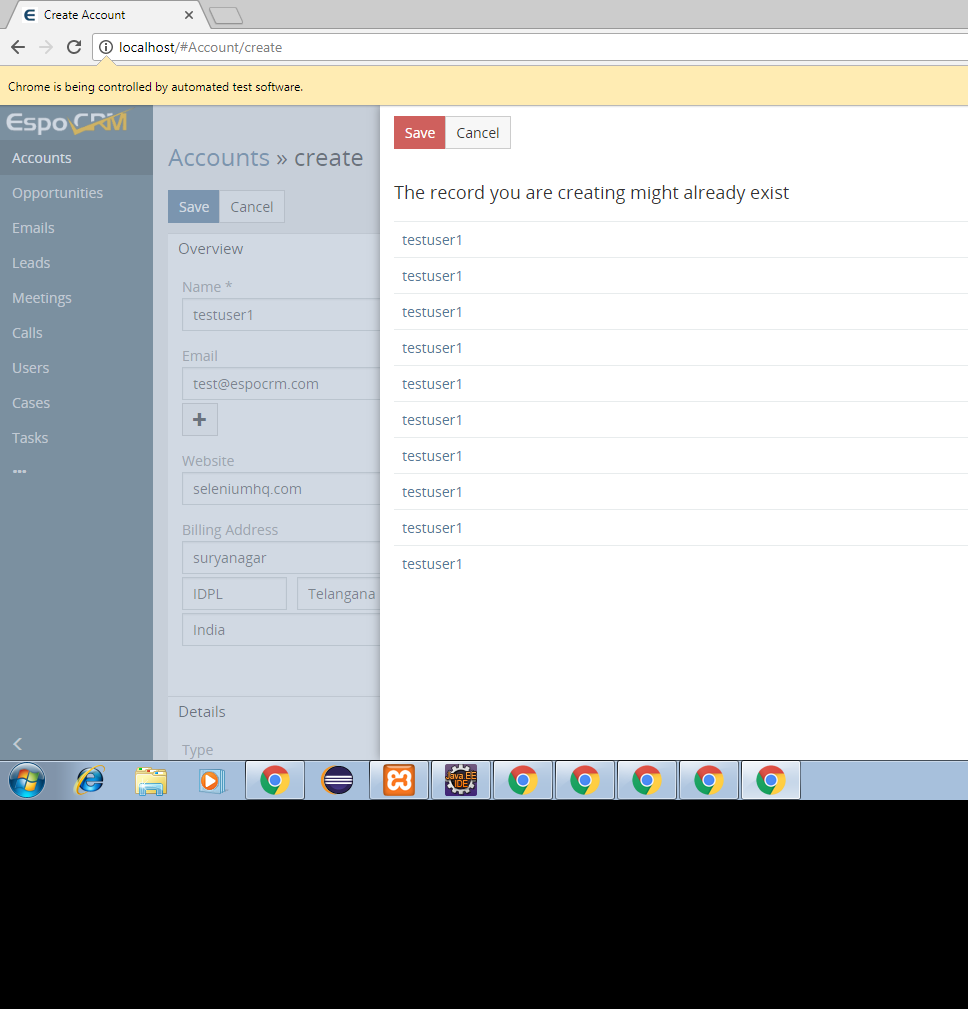 Create Account
localhost/#Account/create
Chrome is being controlled by automated test software.
EspoCRM
Accounts
Opportunities
Emails
Leads
Meetings
Calls
Users
Cases
Tasks
Accounts » create
Save Cancel
Overview
Name *
testuser1
Email
test@espocrm.com
Website
seleniumhq.com
Billing Address
suryanagar
IDPL Telangana
India
Details
Type
Save Cancel
The record you are creating might already exist
testuser1
testuser1
testuser1
testuser1
testuser1
testuser1
testuser1
testuser1
testuser1
testuser1
Java EE
IDE